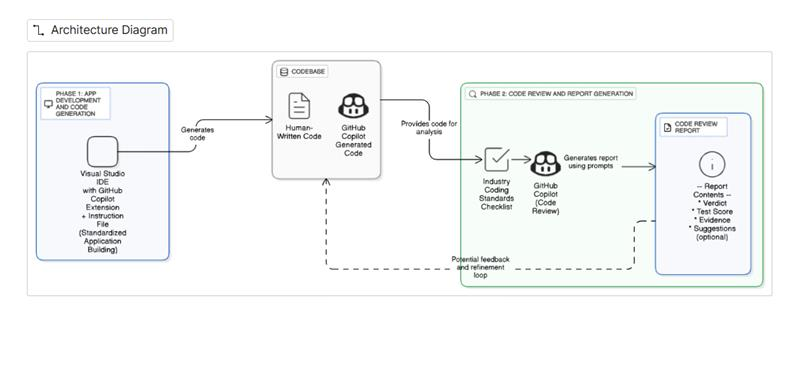 Architecture Diagram
PHASE 1: APP
DEVELOPMENT
AND CODE
GENERATION
Visual Studio
IDE
with GitHub
Copilot
Extension
+ Instruction
File
(Standardized
Application
Building)
Generates
code
CODEBASE
Human-
Written Code
GitHub
Copilot
Generated
Code
Provides code for
analysis
PHASE 2: CODE REVIEW AND REPORT GENERATION
Industry
Coding
Standards
Checklist
GitHub
Copilot
(Code
Review)
Generates report
using prompts
CODE REVIEW
REPORT
-- Report
Contents --
* Verdict
* Test Score
* Evidence
* Suggestions
(optional)
Potential feedback
and refinement
loop